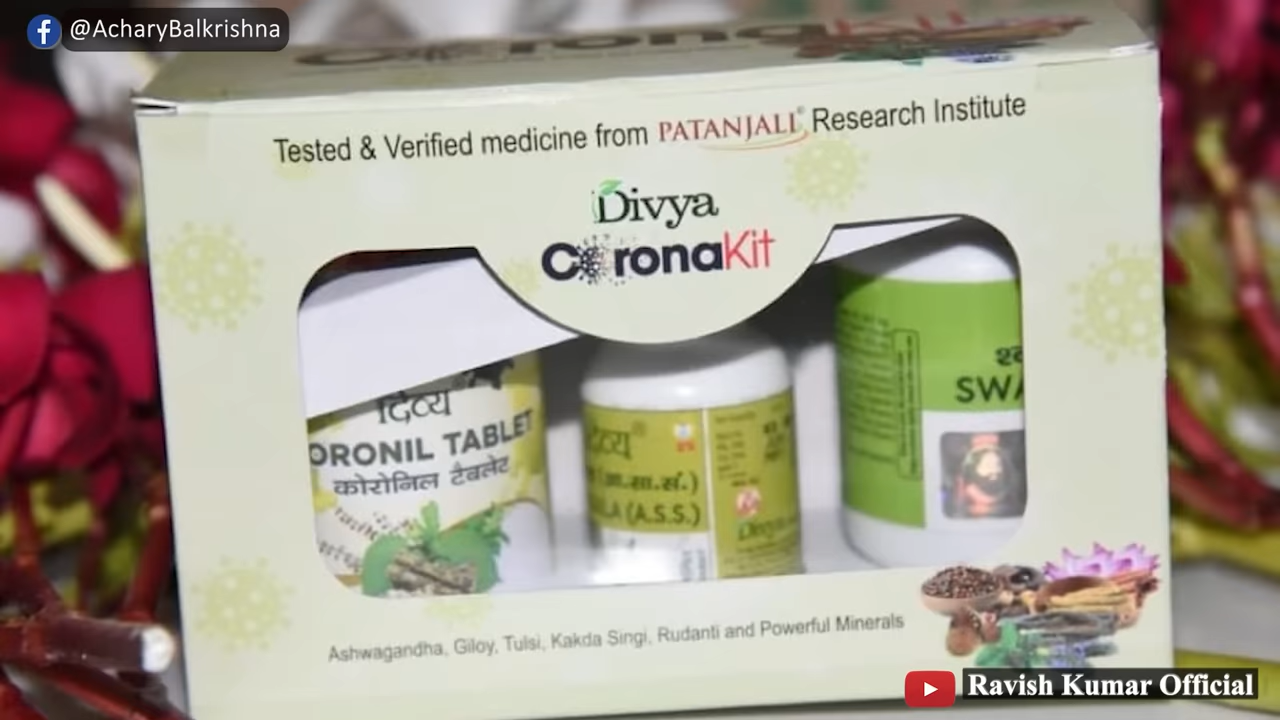 @AcharyBalkrishna
Tested & Verified medicine from PATANJALI® Research Institute
Divya
CoronaKit
दिव्य
ORONIL TABLET
कोरोनिल टैबलेट
(आ.सा.सं.)
LA (A.S.S.)
Divya
SWA
Ashwagandha, Giloy, Tulsi, Kakda Singi, Rudanti and Powerful Minerals
Ravish Kumar Official